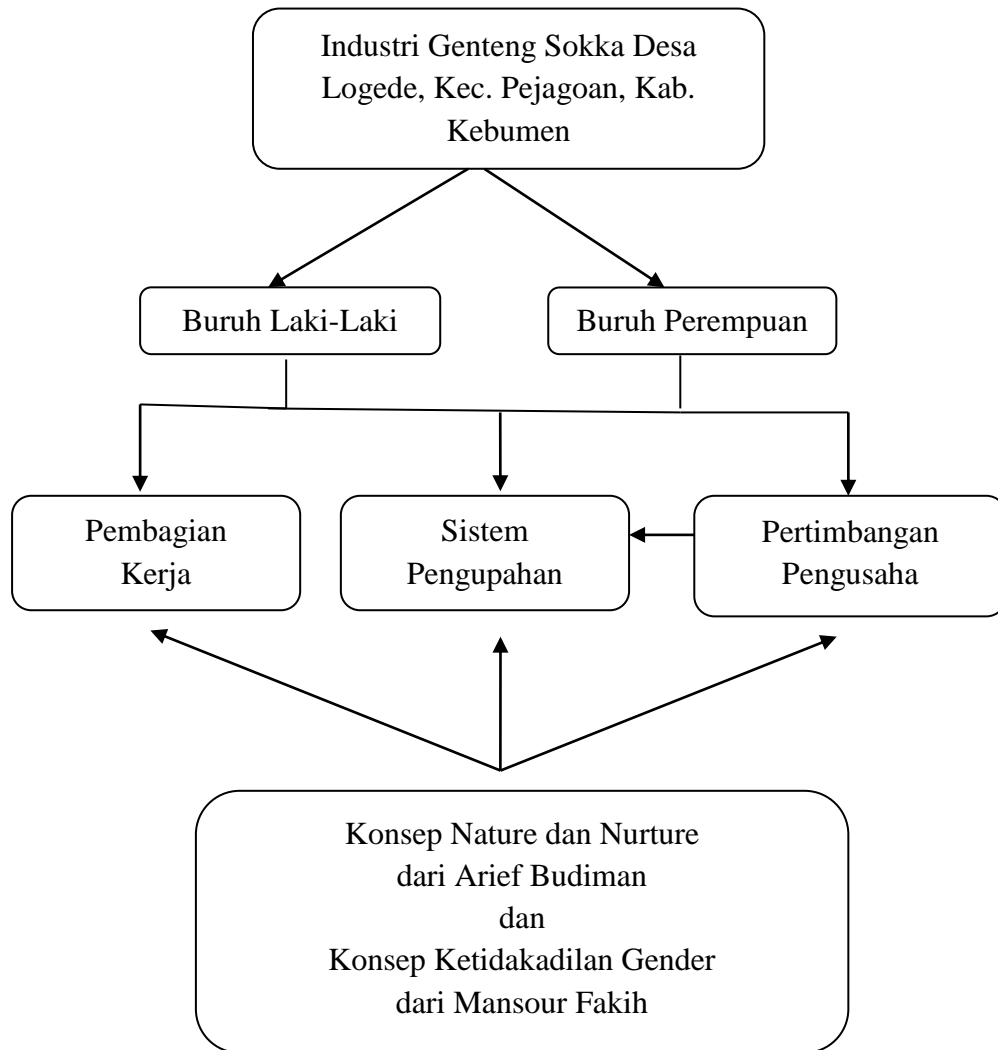 Industri Genteng Sokka Desa
Logede, Kec. Pejagoan, Kab.
Kebumen
Buruh Laki-Laki
Buruh Perempuan
Pembagian
Kerja
Sistem
Pengupahan
Pertimbangan
Pengusaha
Konsep Nature dan Nurture
dari Arief Budiman
dan
Konsep Ketidakadilan Gender
dari Mansour Fakih